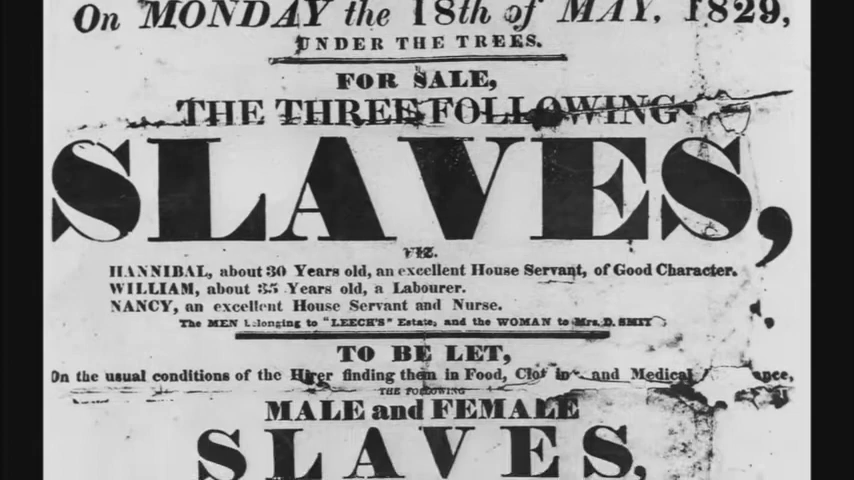 On MONDAY the 18th of MAY, 1829,
UNDER THE TREES.
FOR SALE,
THE THREE FOLLOWING
SLAVES,
VIZ.
HANNIBAL, about 30 Years old, an excellent House Servant, of Good Character.
WILLIAM, about 35 Years old, a Labourer.
NANCY, an excellent House Servant and Nurse.
The MEN belonging to "LEECH'S" Estate, and the WOMAN to Mrs. D. SMIT
TO BE LET,
On the usual conditions of the Hirer finding them in Food, and Medical
THE FOLLOWING
MALE and FEMALE
SLAVES,